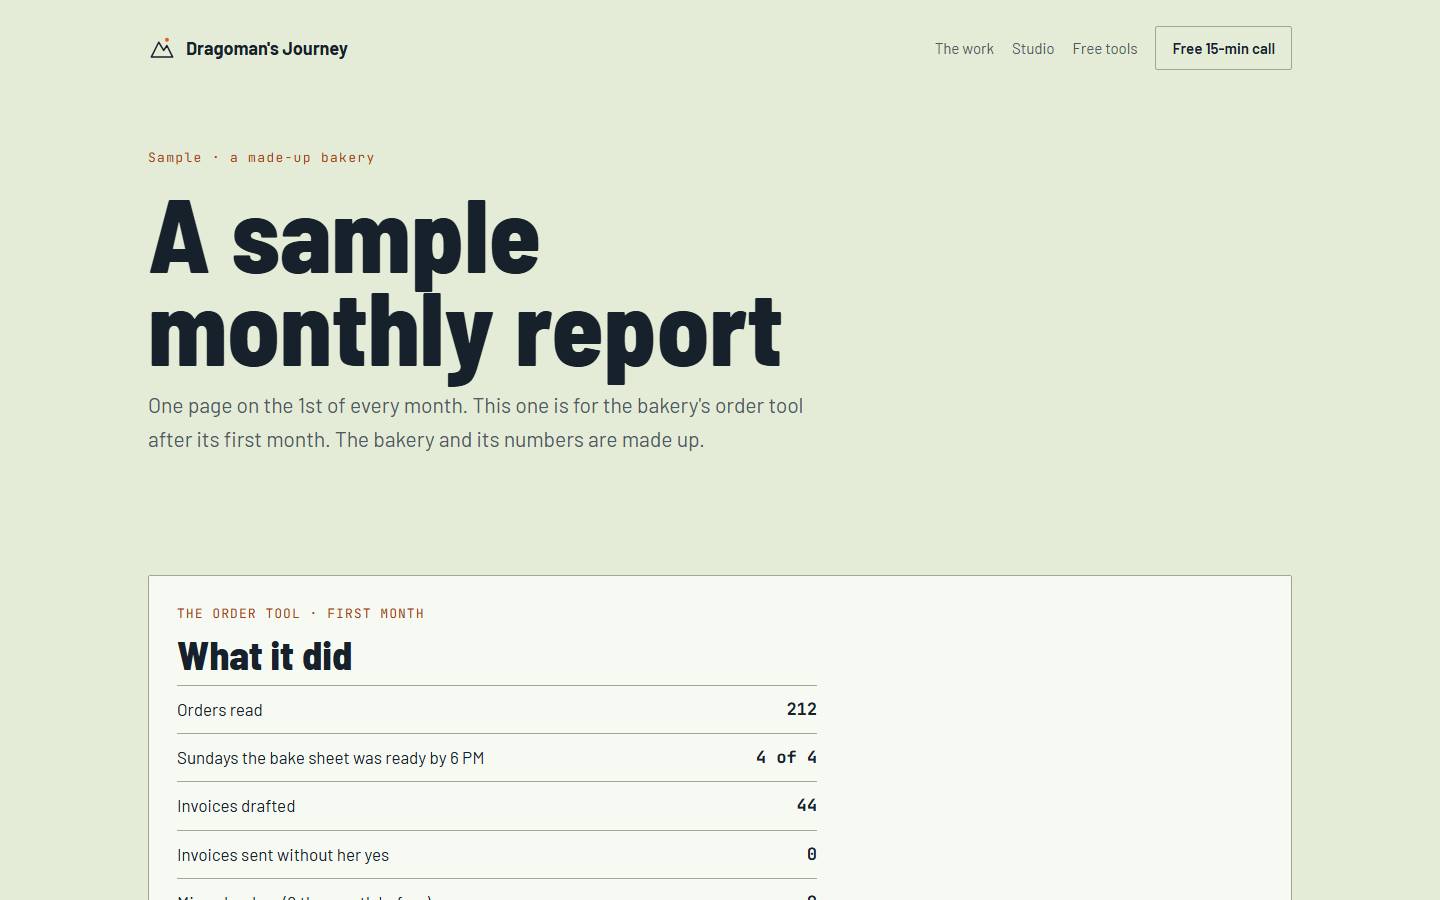 Dragoman's Journey
The work
Studio
Free tools
Free 15-min call
Sample · a made-up bakery
A sample
monthly report
One page on the 1st of every month. This one is for the bakery's order tool
after its first month. The bakery and its numbers are made up.
THE ORDER TOOL · FIRST MONTH
What it did
Orders read 212
Sundays the bake sheet was ready by 6 PM 4 of 4
Invoices drafted 44
Invoices sent without her yes 0